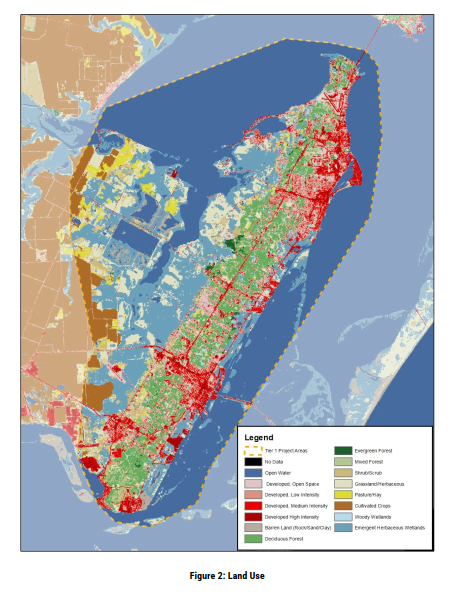 Legend
Tier 1 Project Areas
No Data
Open Water
Developed, Open Space
Developed, Low Intensity
Developed, Medium Intensity
Developed High Intensity
Barren Land (Rock/Sand/Clay)
Deciduous Forest
Evergreen Forest
Mixed Forest
Shrub/Scrub
Grassland/Herbaceous
Pasture/Hay
Cultivated Crops
Woody Wetlands
Emergent Herbaceous Wetlands
Figure 2: Land Use